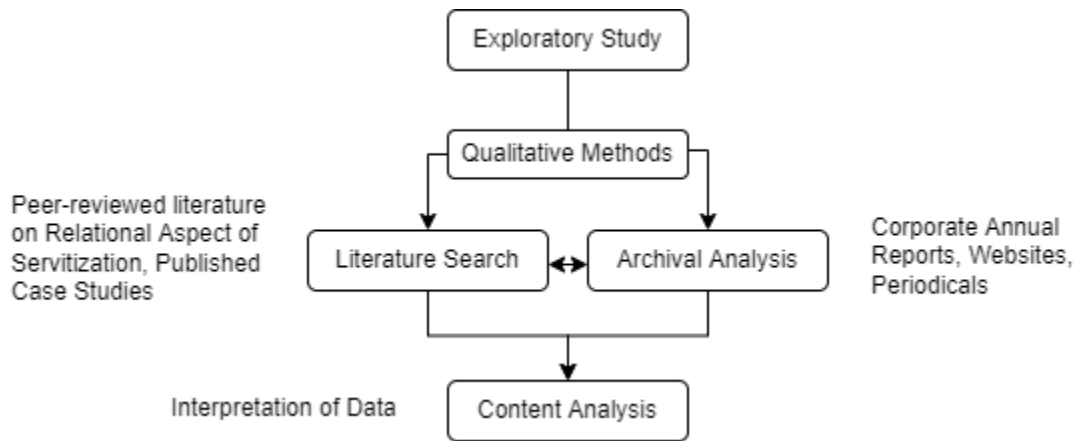 Exploratory Study
Qualitative Methods
Peer-reviewed literature
on Relational Aspect of
Servitization, Published
Case Studies
Literature Search
Archival Analysis
Corporate Annual
Reports, Websites,
Periodicals
Interpretation of Data
Content Analysis